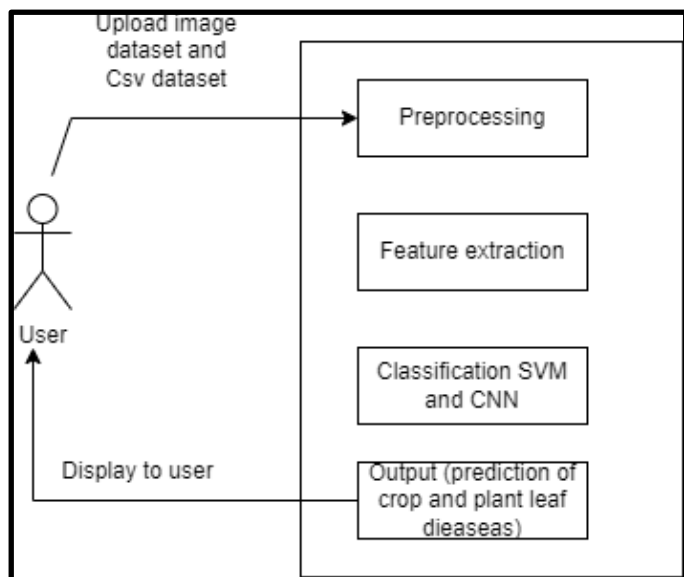 Upload image
dataset and
Csv dataset
Preprocessing
Feature extraction
User
Classification SVM
and CNN
Display to user
Output (prediction of
crop and plant leaf
dieaseas)